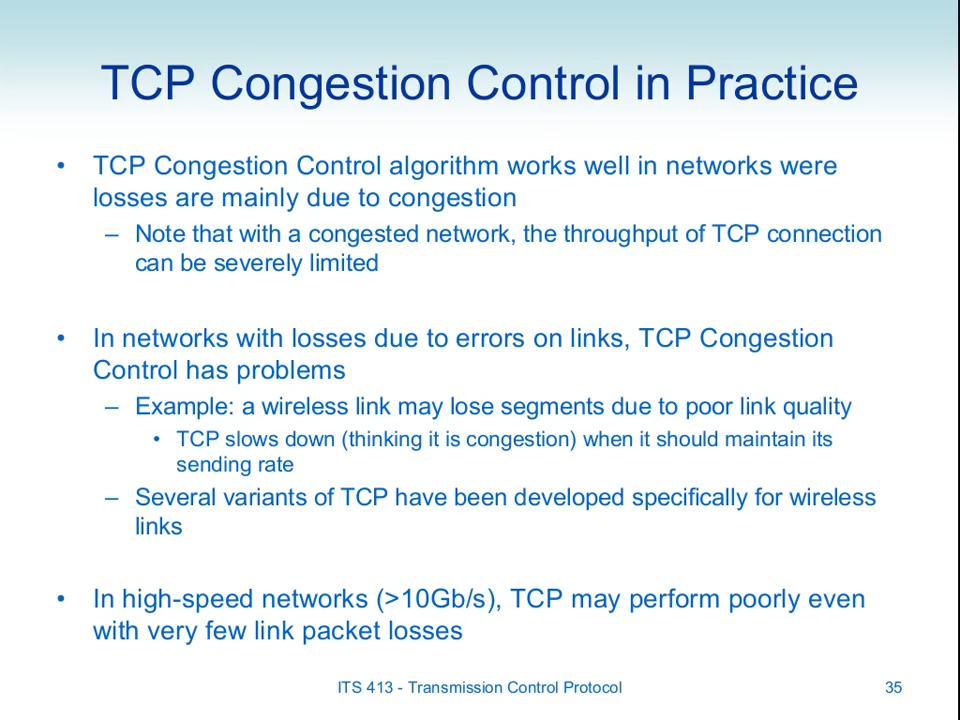 TCP Congestion Control in Practice
• TCP Congestion Control algorithm works well in networks were
losses are mainly due to congestion
– Note that with a congested network, the throughput of TCP connection
can be severely limited
• In networks with losses due to errors on links, TCP Congestion
Control has problems
– Example: a wireless link may lose segments due to poor link quality
• TCP slows down (thinking it is congestion) when it should maintain its
sending rate
– Several variants of TCP have been developed specifically for wireless
links
• In high-speed networks (>10Gb/s), TCP may perform poorly even
with very few link packet losses
ITS 413 - Transmission Control Protocol
35